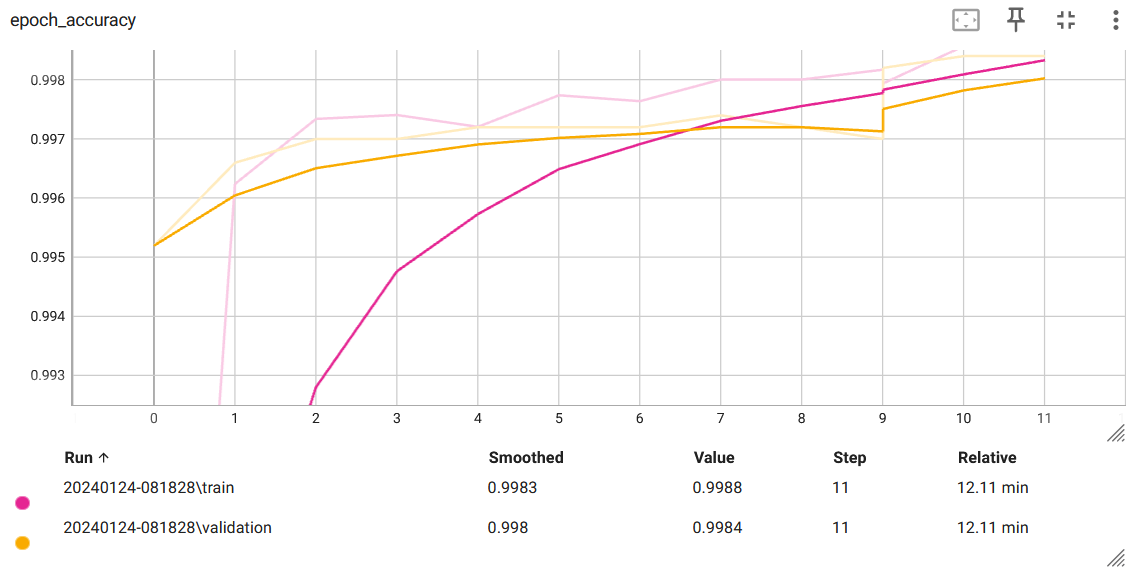 epoch_accuracy
0.998
0.997
0.996
0.995
0.994
0.993
0 1 2 3 4 5 6 7 8 9 10 11
Run ↑ Smoothed Value Step Relative
20240124-081828\train 0.9983 0.9988 11 12.11 min
20240124-081828\validation 0.998 0.9984 11 12.11 min